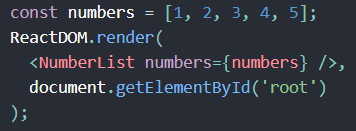 const numbers = [1, 2, 3, 4, 5];
ReactDOM.render(
  <NumberList numbers={numbers} />,
  document.getElementById('root')
);